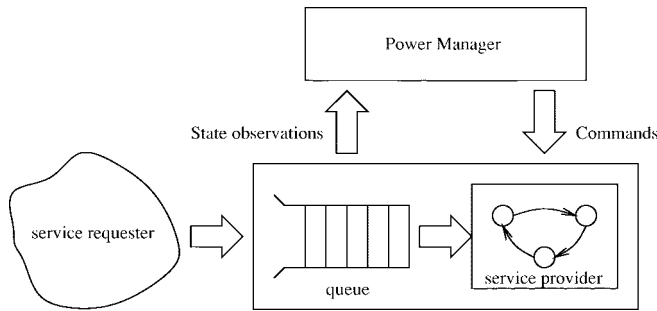 Power Manager
State observations
Commands
service requester
queue
service provider